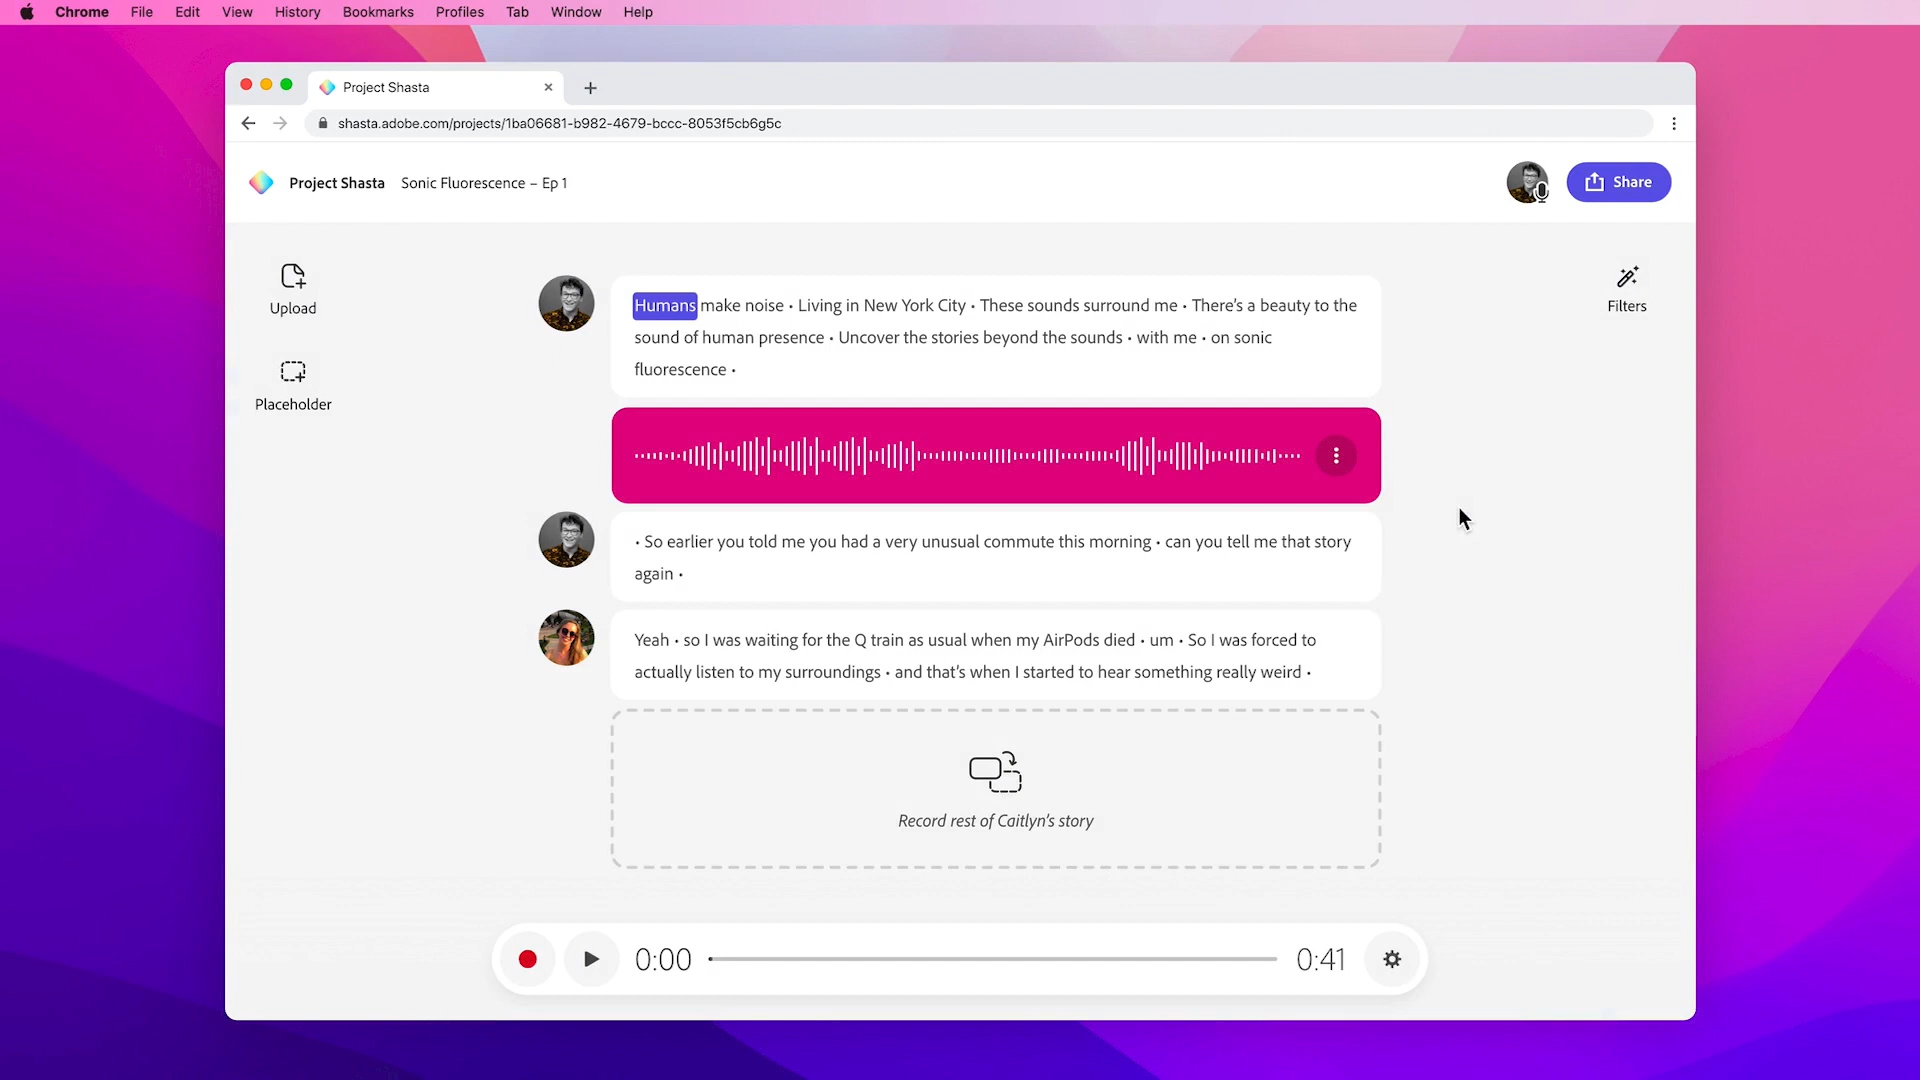 Chrome File Edit View History Bookmarks Profiles Tab Window Help
Project Shasta
shasta.adobe.com/projects/1ba06681-b982-4679-bccc-8053f5cb6g5c
Project Shasta Sonic Fluorescence – Ep 1
Share
Upload
Placeholder
Filters
Humans make noise • Living in New York City • These sounds surround me • There's a beauty to the
sound of human presence • Uncover the stories beyond the sounds • with me • on sonic
fluorescence •
• So earlier you told me you had a very unusual commute this morning • can you tell me that story
again •
Yeah • so I was waiting for the Q train as usual when my AirPods died • um • So I was forced to
actually listen to my surroundings • and that's when I started to hear something really weird •
Record rest of Caitlyn's story
0:00 0:41